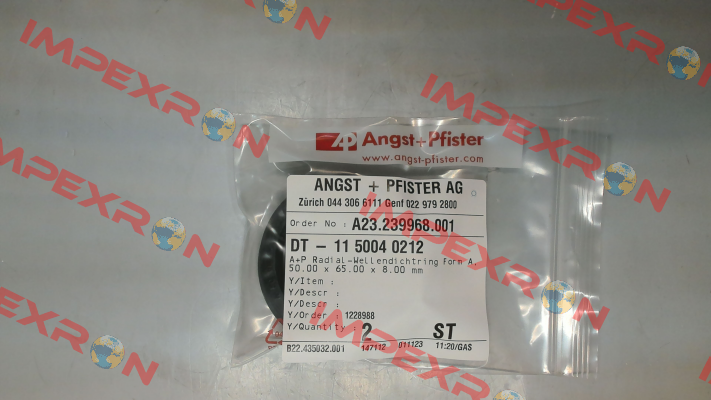 IMPEXRON
IMPEXRON
IMPEXRON
IMPEXRON
IMPEXRON
IMPEXRON
IMPEXRON
AP Angst+Pfister
www.angst-pfister.com
ANGST + PFISTER AG
Zürich 044 306 6111 Genf 022 979 2800
Order No : A23.239968.001
DT - 11 5004 0212
A+P Radial-Wellendichtring Form A,
50.00 x 65.00 x 8.00 mm
Y/Item :
Y/Descr :
Y/Descr :
Y/Order : 1228988
Y/Quantity : 2 ST
B22.435032.001 147112 011123 11:20/GAS